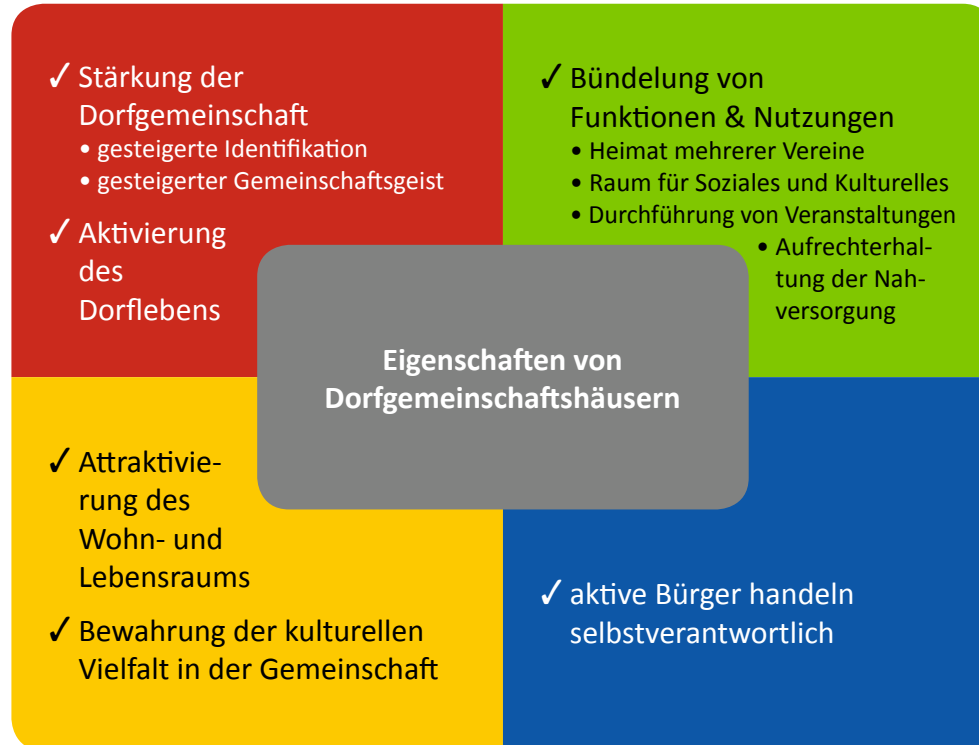 ✓ Stärkung der
Dorfgemeinschaft
• gesteigerte Identifikation
• gesteigerter Gemeinschaftsgeist
✓ Aktivierung
des
Dorflebens
✓ Bündelung von
Funktionen & Nutzungen
• Heimat mehrerer Vereine
• Raum für Soziales und Kulturelles
• Durchführung von Veranstaltungen
• Aufrechterhal-
tung der Nah-
versorgung
Eigenschaften von
Dorfgemeinschaftshäusern
✓ Attraktivie-
rung des
Wohn- und
Lebensraums
✓ Bewahrung der kulturellen
Vielfalt in der Gemeinschaft
✓ aktive Bürger handeln
selbstverantwortlich